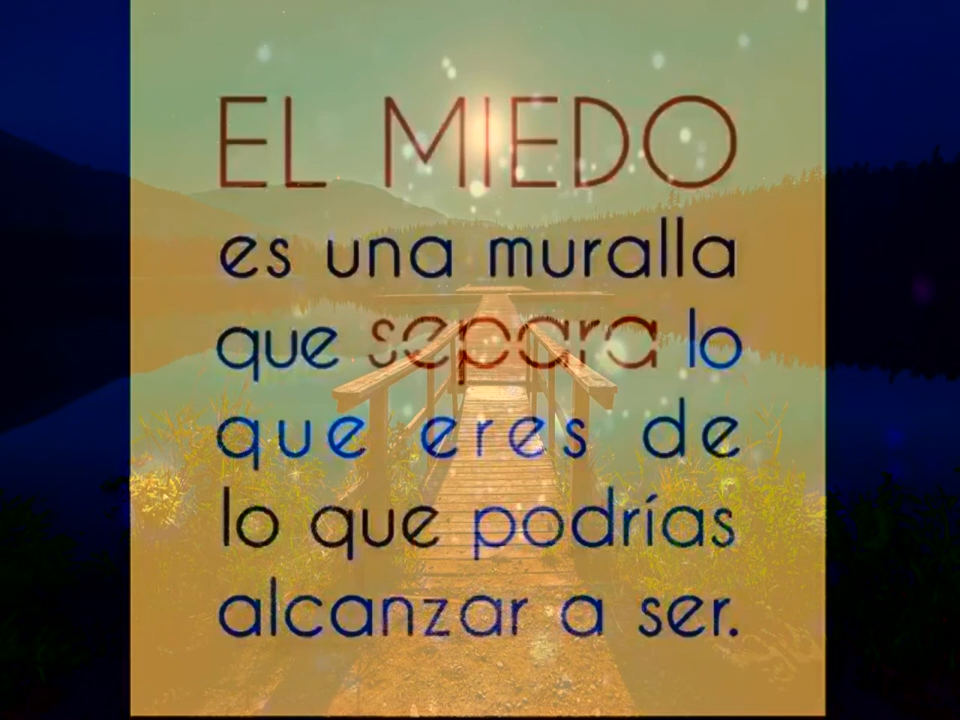 EL MIEDO
es una muralla
que separa lo
que eres de
lo que podrías
alcanzar a ser.